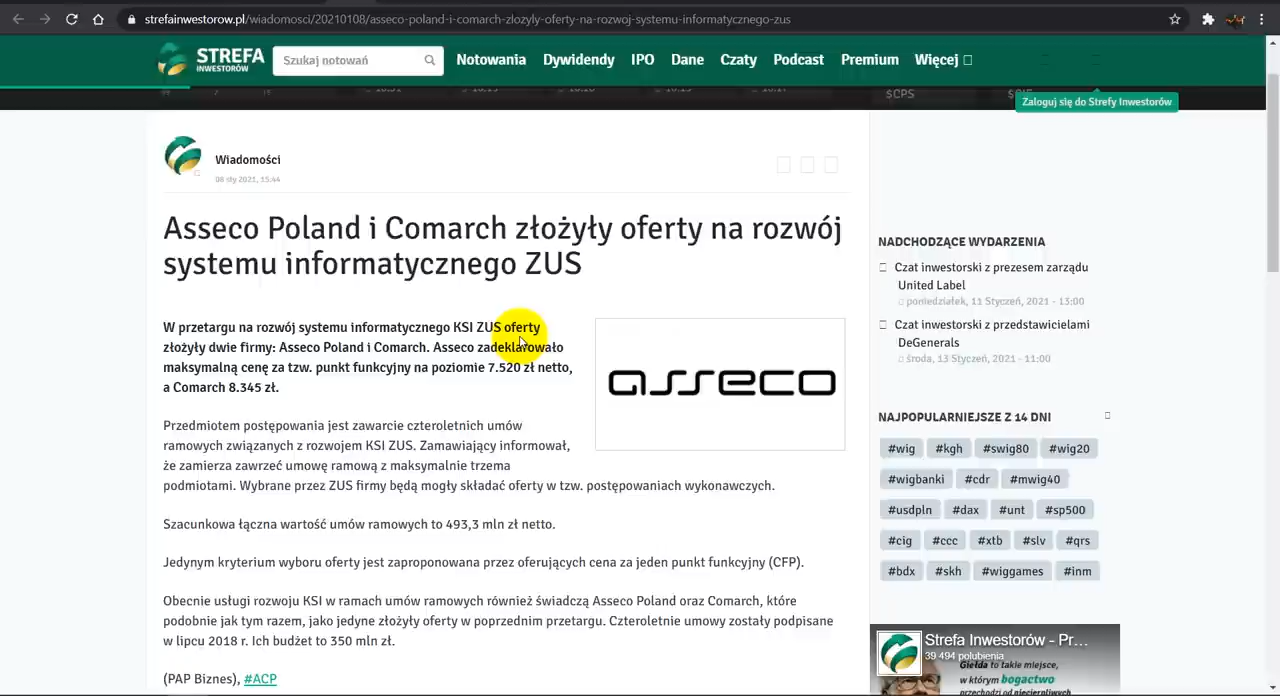 strefainwestorow.pl/wiadomosci/20210108/asseco-poland-i-comarch-zlozyly-oferty-na-rozwoj-systemu-informatycznego-zus
STREFA
INWESTORÓW
Szukaj notowań
Notowania Dywidendy IPO Dane Czaty Podcast Premium Więcej
$CPS
Zaloguj się do Strefy Inwestorów
Wiadomości
08 sty 2021, 15:44
Asseco Poland i Comarch złożyły oferty na rozwój
systemu informatycznego ZUS
W przetargu na rozwój systemu informatycznego KSI ZUS oferty
złożyły dwie firmy: Asseco Poland i Comarch. Asseco zadeklarowało
maksymalną cenę za tzw. punkt funkcyjny na poziomie 7.520 zł netto,
a Comarch 8.345 zł.
asseco
Przedmiotem postępowania jest zawarcie czteroletnich umów
ramowych związanych z rozwojem KSI ZUS. Zamawiający informował,
że zamierza zawrzeć umowę ramową z maksymalnie trzema
podmiotami. Wybrane przez ZUS firmy będą mogły składać oferty w tzw. postępowaniach wykonawczych.
Szacunkowa łączna wartość umów ramowych to 493,3 mln zł netto.
Jedynym kryterium wyboru oferty jest zaproponowana przez oferujących cena za jeden punkt funkcyjny (CFP).
Obecnie usługi rozwoju KSI w ramach umów ramowych również świadczą Asseco Poland oraz Comarch, które
podobnie jak tym razem, jako jedyne złożyły oferty w poprzednim przetargu. Czteroletnie umowy zostały podpisane
w lipcu 2018 r. Ich budżet to 350 mln zł.
(PAP Biznes), #ACP
NADCHODZĄCE WYDARZENIA
Czat inwestorski z prezesem zarządu
United Label
poniedziałek, 11 Styczeń, 2021 - 13:00
Czat inwestorski z przedstawicielami
DeGenerals
środa, 13 Styczeń, 2021 - 11:00
NAJPOPULARNIEJSZE Z 14 DNI
#wig #kgh #swig80 #wig20
#wigbanki #cdr #mwig40
#usdpln #dax #unt #sp500
#cig #ccc #xtb #slv #qrs
#bdx #skh #wiggames #inm
Strefa Inwestorów - Pr...
39 494 polubienia
Giełda to takie miejsce,
w którym bogactwo
przechodzi od niecierpliwych